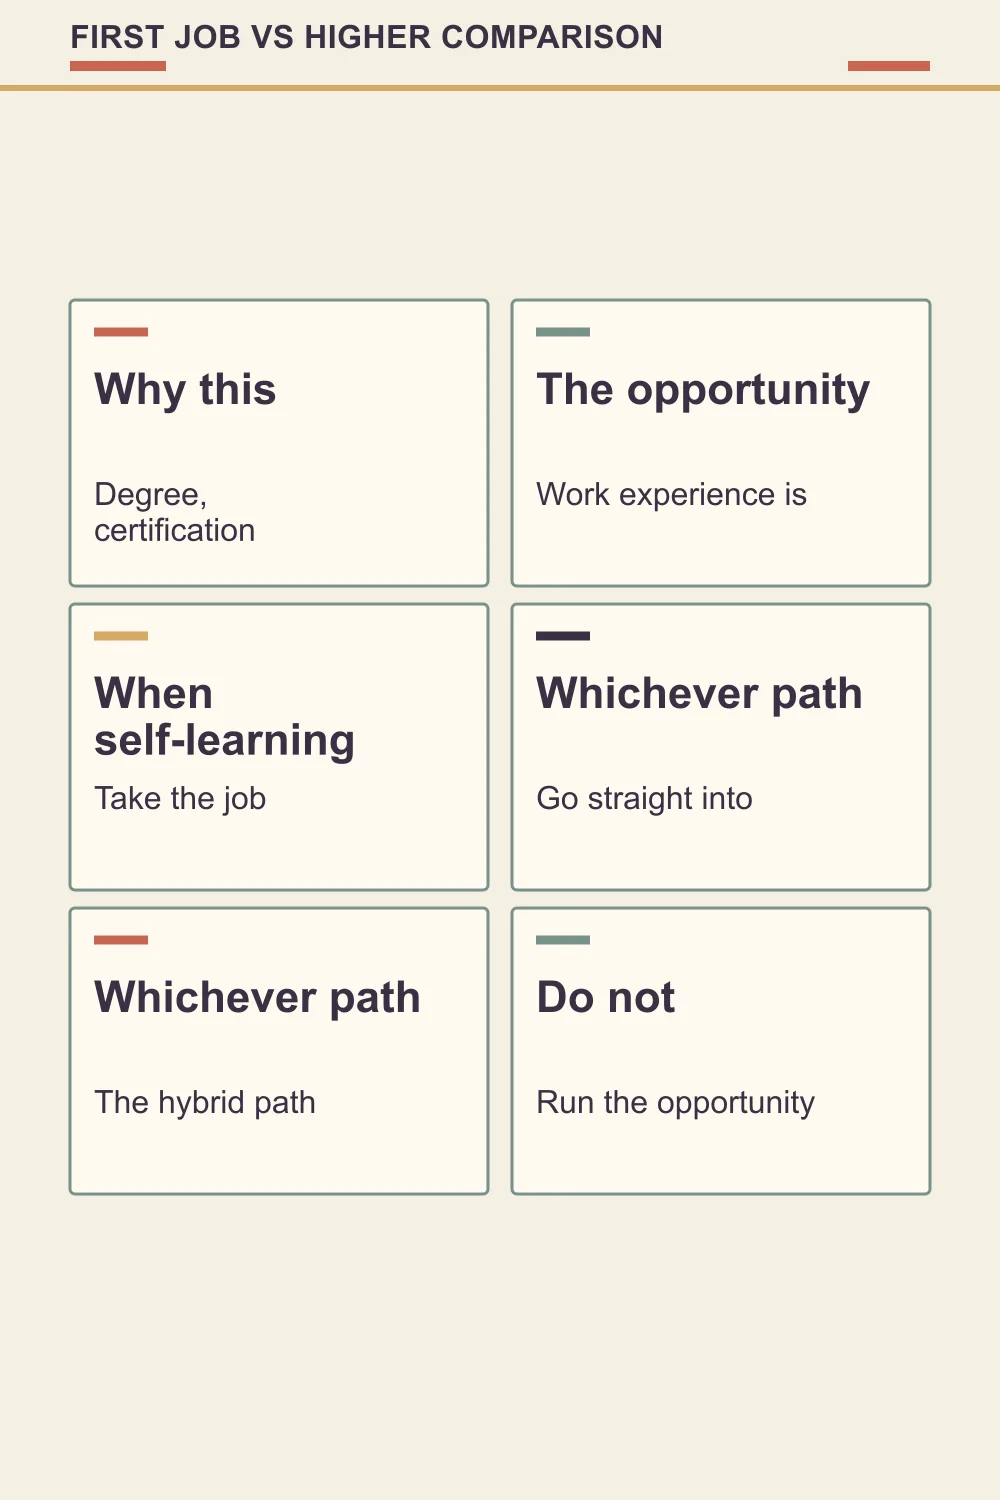 FIRST JOB VS HIGHER COMPARISON
Why this
Degree,
certification
The opportunity
Work experience is
When
self-learning
Take the job
Whichever path
Go straight into
Whichever path
The hybrid path
Do not
Run the opportunity